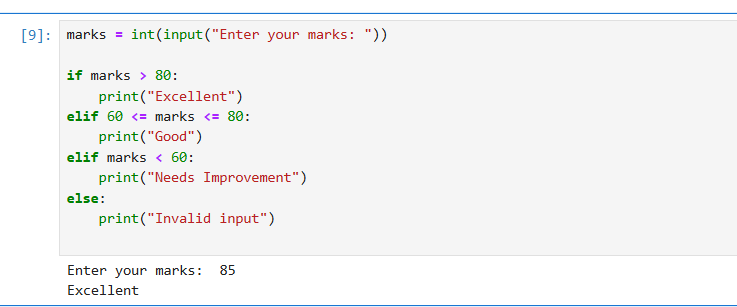 [9]: marks = int(input("Enter your marks: "))
if marks > 80:
    print("Excellent")
elif 60 <= marks <= 80:
    print("Good")
elif marks < 60:
    print("Needs Improvement")
else:
    print("Invalid input")
Enter your marks:  85
Excellent